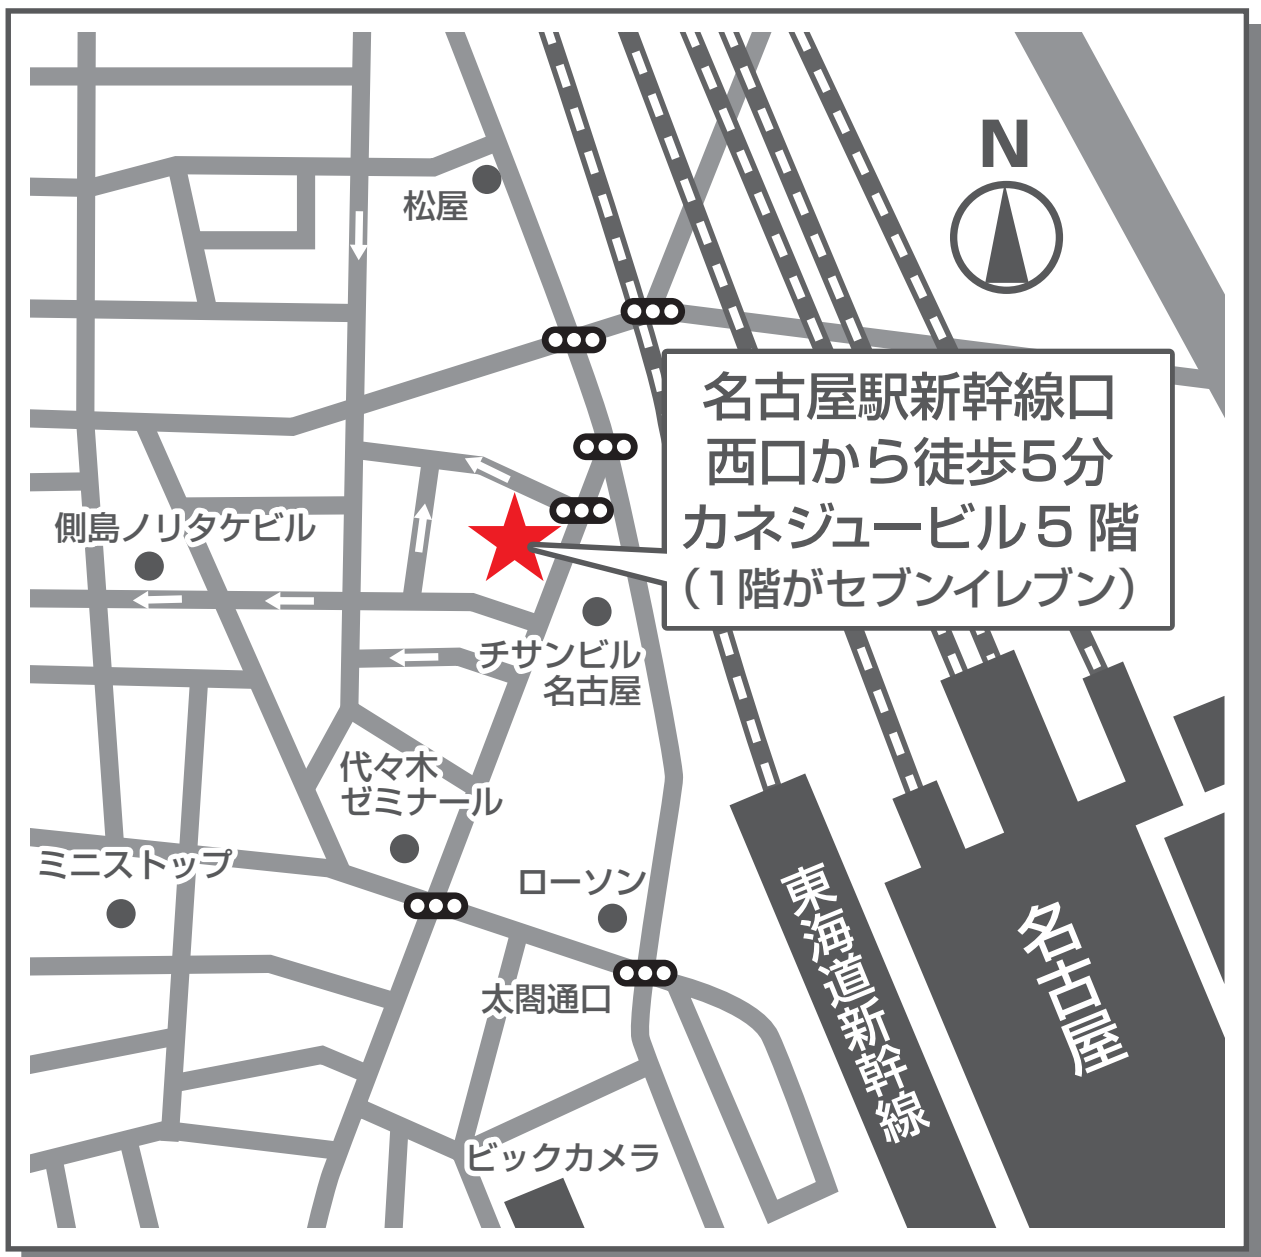 N
松屋
名古屋駅新幹線口
西口から徒歩5分
カネジュービル5階
（1階がセブンイレブン）
側島ノリタケビル
チサンビル
名古屋
代々木
ゼミナール
ミニストップ
ローソン
太閤通口
東海道新幹線
名古屋
ビックカメラ